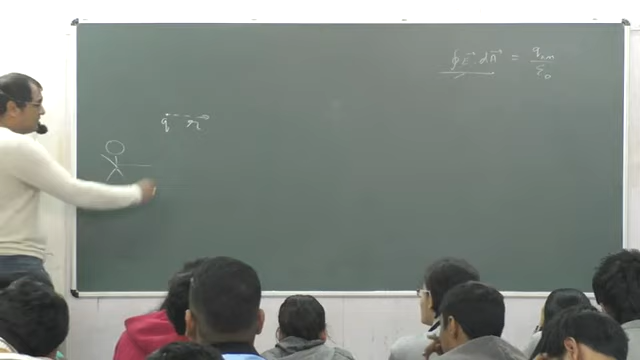 ∮ E⃗ · dA⃗ = q_en / ε₀
q r⃗